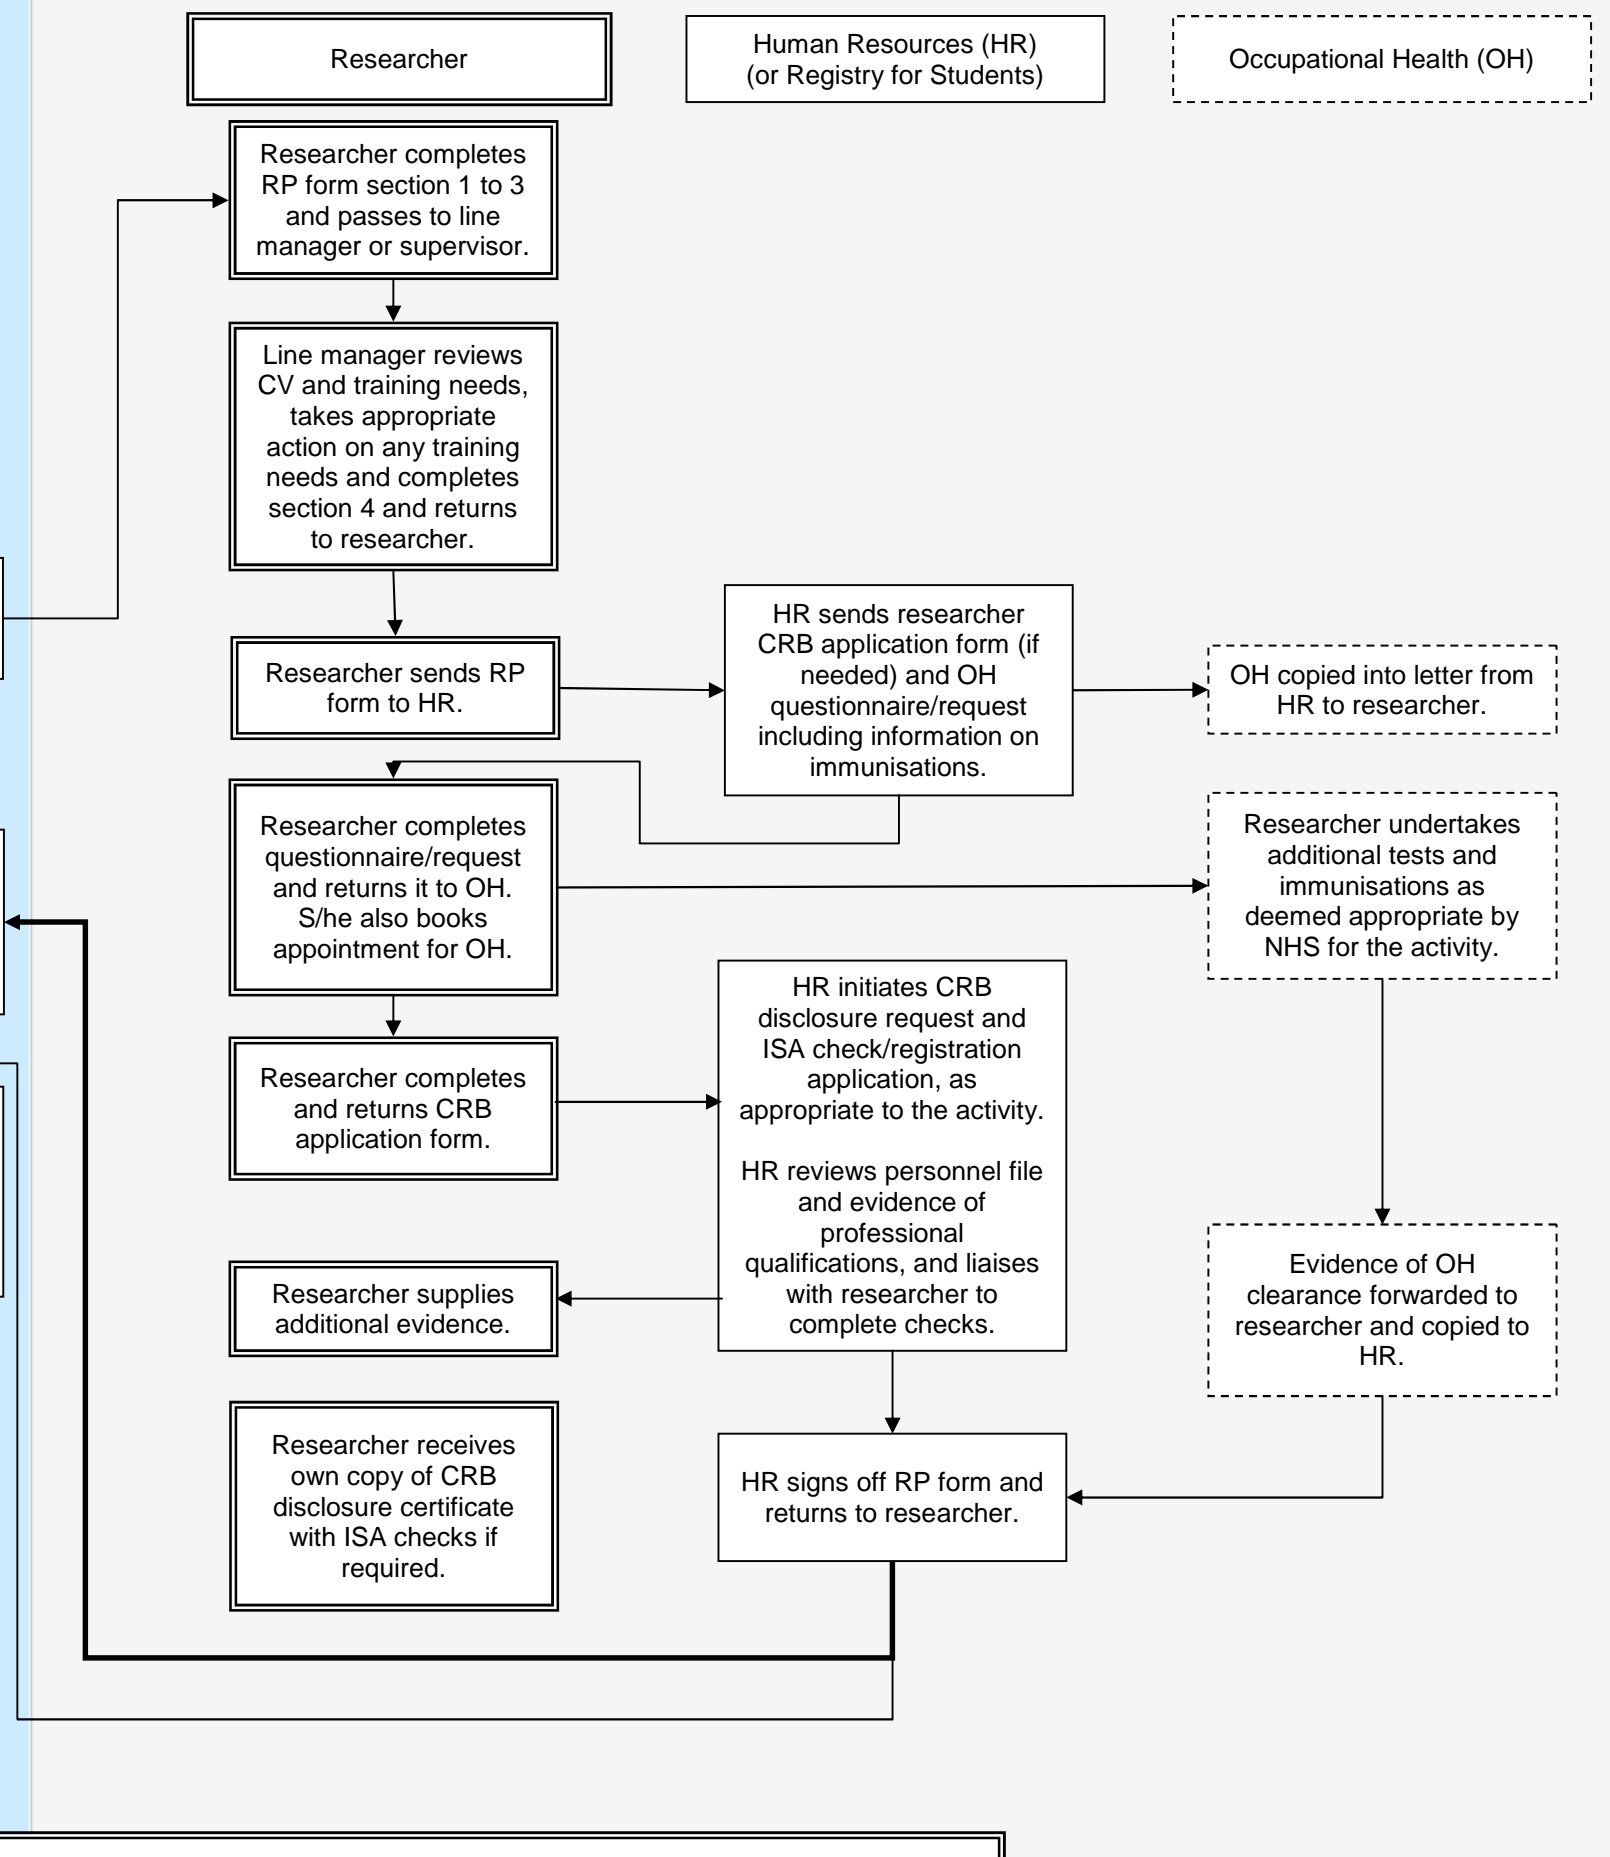 Researcher
Human Resources (HR)
(or Registry for Students)
Occupational Health (OH)
Researcher completes
RP form section 1 to 3
and passes to line
manager or supervisor.
Line manager reviews
CV and training needs,
takes appropriate
action on any training
needs and completes
section 4 and returns
to researcher.
Researcher sends RP
form to HR.
HR sends researcher
CRB application form (if
needed) and OH
questionnaire/request
including information on
immunisations.
OH copied into letter from
HR to researcher.
Researcher completes
questionnaire/request
and returns it to OH.
S/he also books
appointment for OH.
Researcher undertakes
additional tests and
immunisations as
deemed appropriate by
NHS for the activity.
Researcher completes
and returns CRB
application form.
HR initiates CRB
disclosure request and
ISA check/registration
application, as
appropriate to the activity.
HR reviews personnel file
and evidence of
professional
qualifications, and liaises
with researcher to
complete checks.
Researcher supplies
additional evidence.
Evidence of OH
clearance forwarded to
researcher and copied to
HR.
Researcher receives
own copy of CRB
disclosure certificate
with ISA checks if
required.
HR signs off RP form and
returns to researcher.